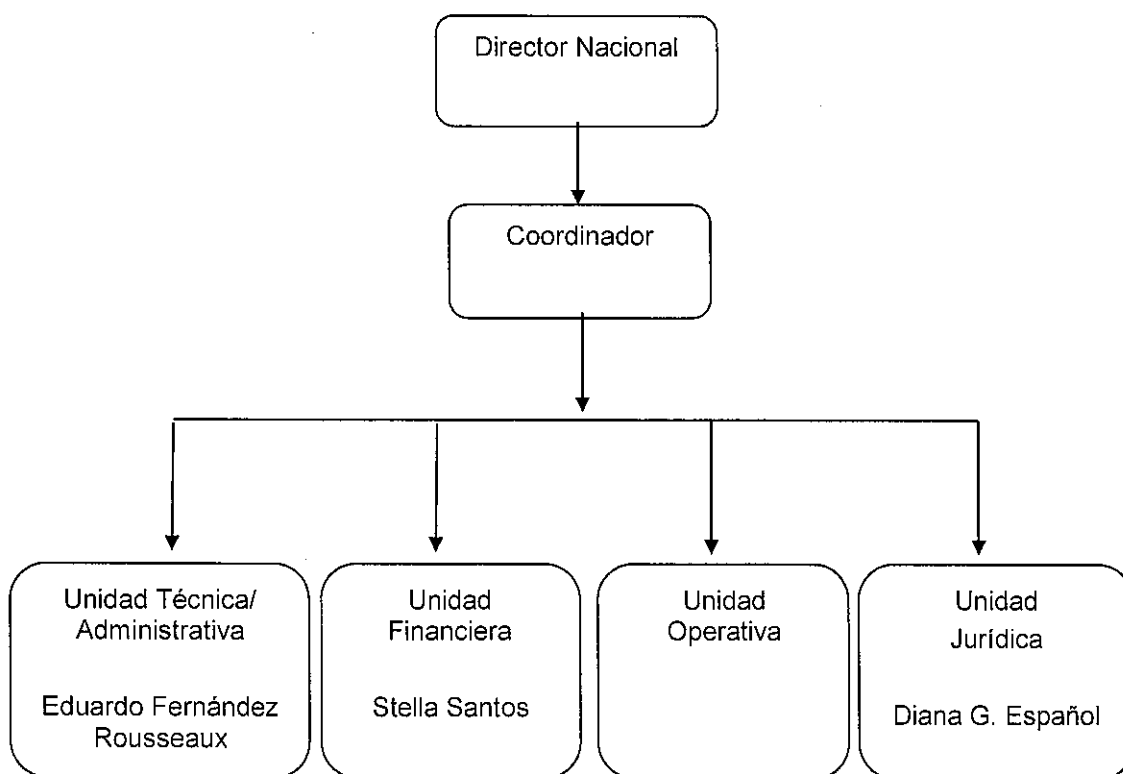 Director Nacional
Coordinador
Unidad Técnica/
Administrativa
Eduardo Fernández
Rousseaux
Unidad
Financiera
Stella Santos
Unidad
Operativa
Unidad
Jurídica
Diana G. Español